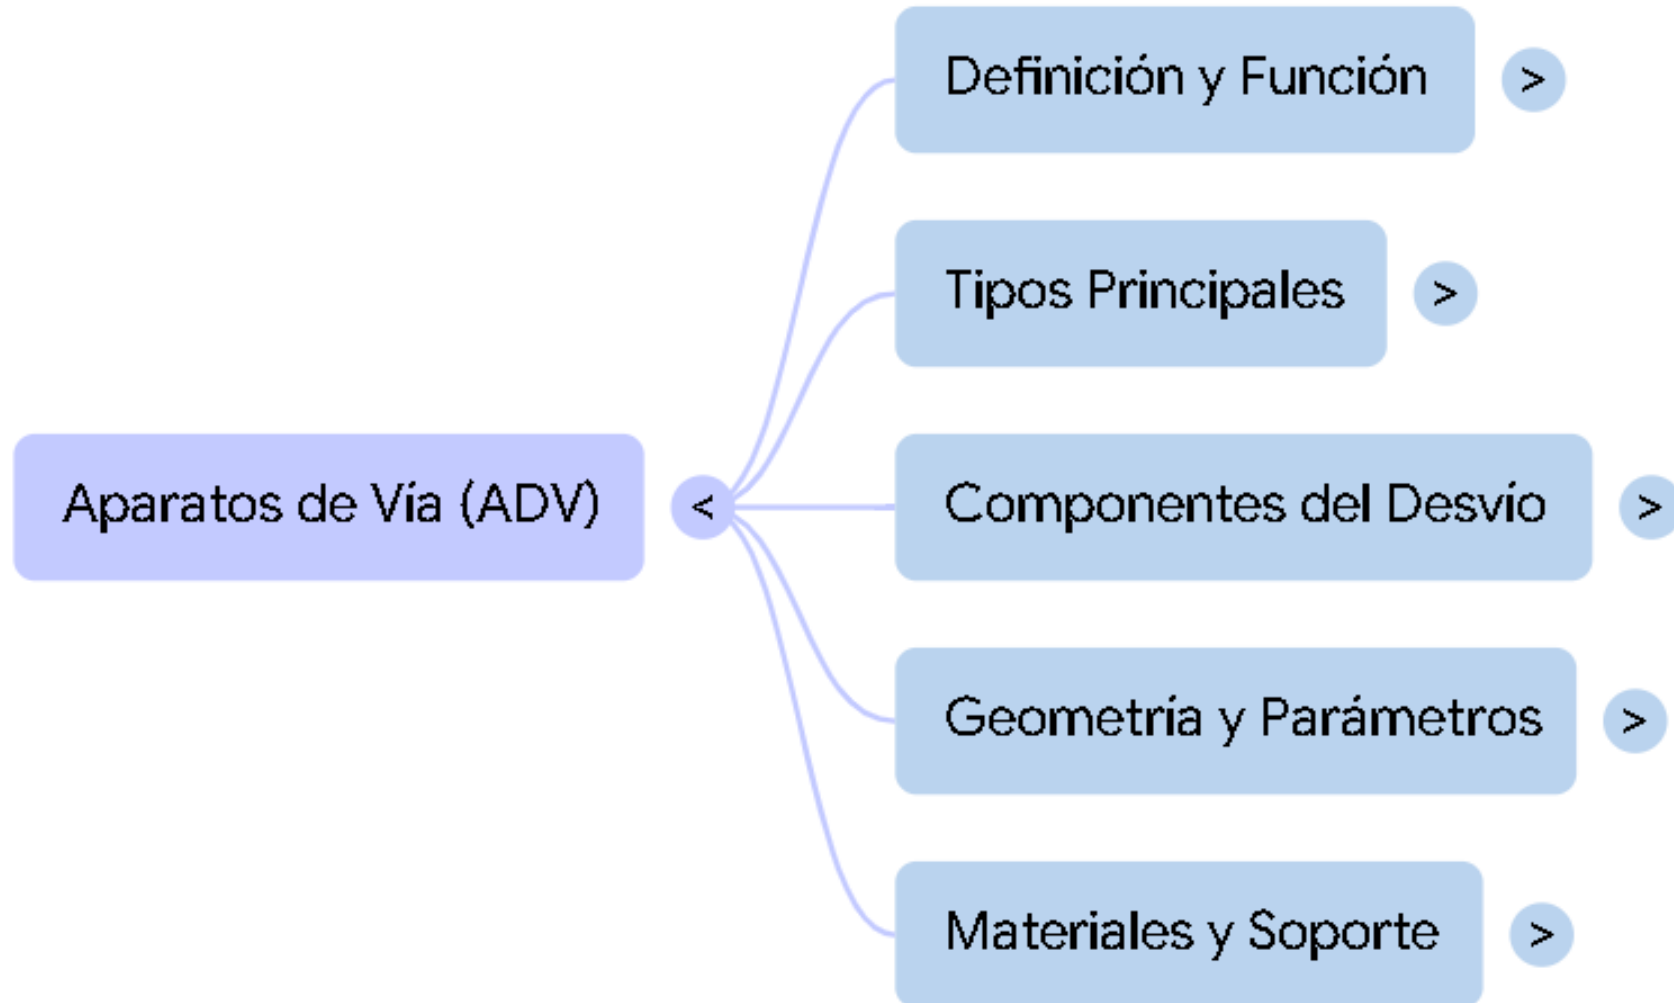 Definición y Función >
Tipos Principales >
Aparatos de Vía (ADV) <
Componentes del Desvío >
Geometría y Parámetros >
Materiales y Soporte >